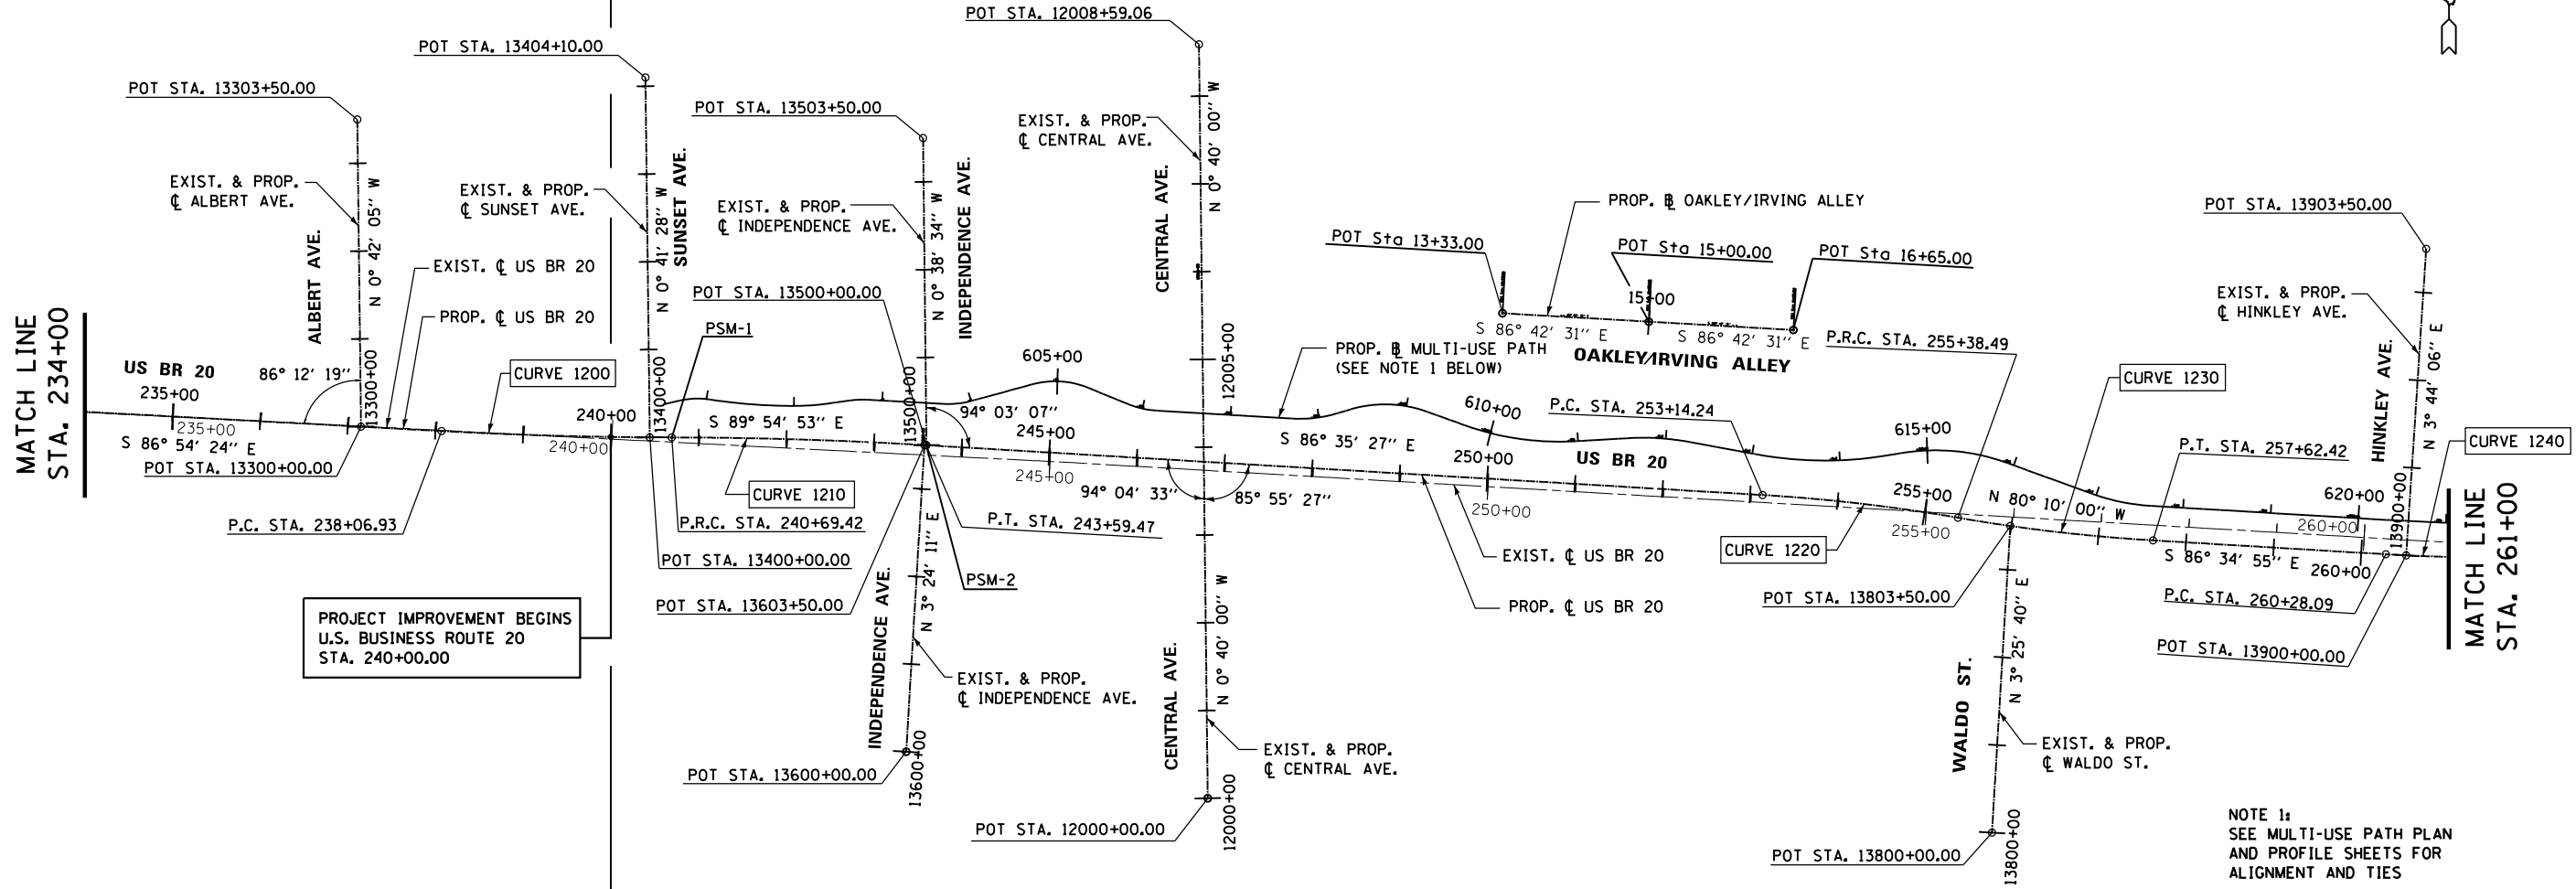 POT STA. 12008+59.06
POT STA. 13404+10.00
POT STA. 13303+50.00
POT STA. 13503+50.00
EXIST. & PROP.
℄ CENTRAL AVE.
N 0° 40' 00'' W
EXIST. & PROP.
℄ ALBERT AVE.
N 0° 42' 05'' W
ALBERT AVE.
EXIST. & PROP.
℄ SUNSET AVE.
SUNSET AVE.
N 0° 41' 28'' W
EXIST. & PROP.
℄ INDEPENDENCE AVE.
N 0° 38' 34'' W
INDEPENDENCE AVE.
CENTRAL AVE.
PROP. ⅊ OAKLEY/IRVING ALLEY
POT Sta 13+33.00
POT Sta 15+00.00
POT Sta 16+65.00
15+00
S 86° 42' 31'' E
S 86° 42' 31'' E
OAKLEY/IRVING ALLEY
POT STA. 13903+50.00
EXIST. & PROP.
℄ HINKLEY AVE.
HINKLEY AVE.
N 3° 44' 06'' E
EXIST. ℄ US BR 20
PROP. ℄ US BR 20
POT STA. 13500+00.00
PSM-1
MATCH LINE
STA. 234+00
US BR 20
235+00
235+00
S 86° 54' 24'' E
86° 12' 19''
13300+00
POT STA. 13300+00.00
CURVE 1200
240+00
240+00
13400+00
S 89° 54' 53'' E
13500+00
94° 03' 07''
605+00
245+00
245+00
12005+00
PROP. ⅊ MULTI-USE PATH
(SEE NOTE 1 BELOW)
S 86° 35' 27'' E
610+00
250+00
250+00
US BR 20
P.C. STA. 253+14.24
P.R.C. STA. 255+38.49
615+00
255+00
255+00
N 80° 10' 00'' W
CURVE 1230
P.T. STA. 257+62.42
620+00
260+00
260+00
13900+00
CURVE 1240
MATCH LINE
STA. 261+00
S 86° 34' 55'' E
P.C. STA. 238+06.93
CURVE 1210
P.R.C. STA. 240+69.42
POT STA. 13400+00.00
POT STA. 13603+50.00
P.T. STA. 243+59.47
PSM-2
94° 04' 33''
85° 55' 27''
EXIST. ℄ US BR 20
PROP. ℄ US BR 20
CURVE 1220
POT STA. 13803+50.00
P.C. STA. 260+28.09
POT STA. 13900+00.00
PROJECT IMPROVEMENT BEGINS
U.S. BUSINESS ROUTE 20
STA. 240+00.00
INDEPENDENCE AVE.
N 3° 24' 11'' E
EXIST. & PROP.
℄ INDEPENDENCE AVE.
POT STA. 13600+00.00
13600+00
CENTRAL AVE.
N 0° 40' 00'' W
EXIST. & PROP.
℄ CENTRAL AVE.
POT STA. 12000+00.00
12000+00
WALDO ST.
N 3° 25' 40'' E
EXIST. & PROP.
℄ WALDO ST.
POT STA. 13800+00.00
13800+00
NOTE 1:
SEE MULTI-USE PATH PLAN
AND PROFILE SHEETS FOR
ALIGNMENT AND TIES